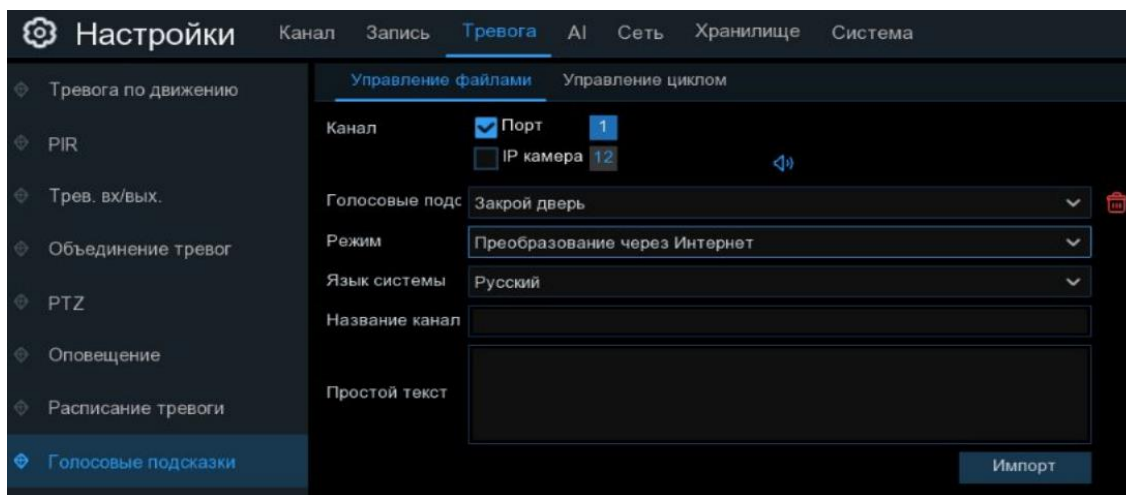 Настройки Канал Запись Тревога AI Сеть Хранилище Система
Управление файлами Управление циклом
Тревога по движению
PIR
Трев. вх/вых.
Объединение тревог
PTZ
Оповещение
Расписание тревоги
Голосовые подсказки
Канал Порт 1
IP камера 12
Голосовые подс Закрой дверь
Режим Преобразование через Интернет
Язык системы Русский
Название канал
Простой текст
Импорт